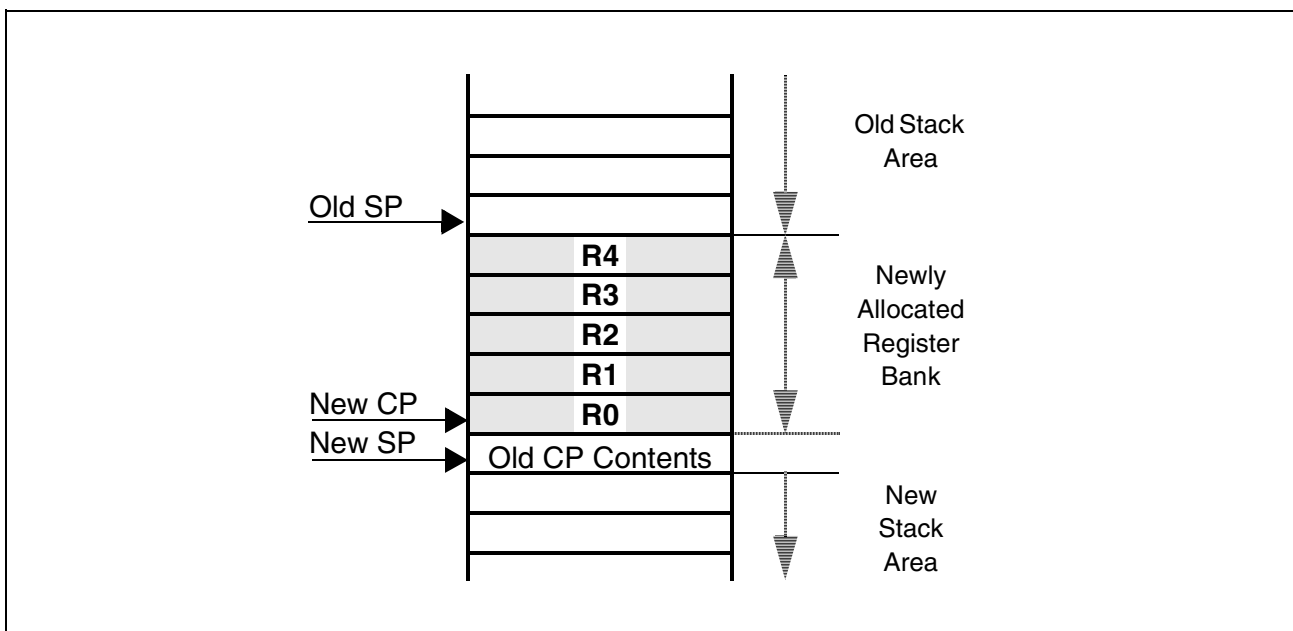 Old Stack
Area
Old SP
R4
R3
R2
R1
R0
Newly
Allocated
Register
Bank
New CP
New SP
Old CP Contents
New
Stack
Area